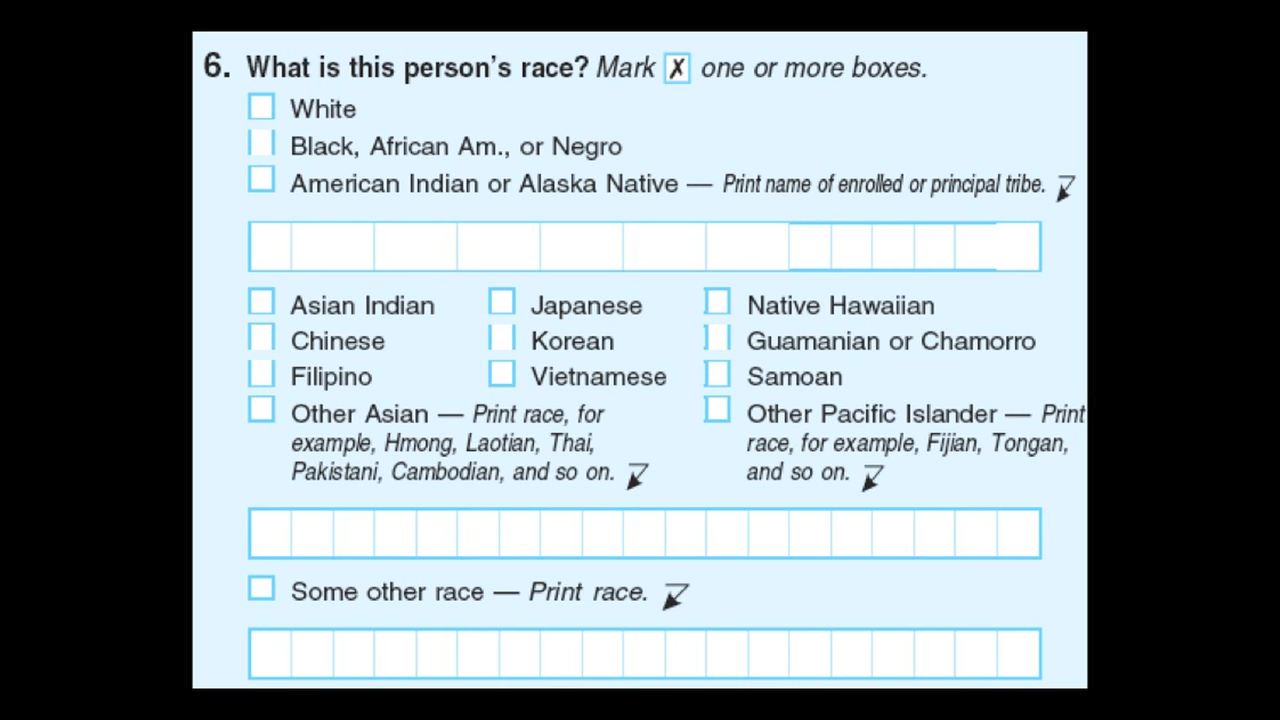 6. What is this person's race? Mark ✗ one or more boxes.
White
Black, African Am., or Negro
American Indian or Alaska Native — Print name of enrolled or principal tribe.
Asian Indian Japanese Native Hawaiian
Chinese Korean Guamanian or Chamorro
Filipino Vietnamese Samoan
Other Asian — Print race, for
example, Hmong, Laotian, Thai,
Pakistani, Cambodian, and so on.
Other Pacific Islander — Print
race, for example, Fijian, Tongan,
and so on.
Some other race — Print race.